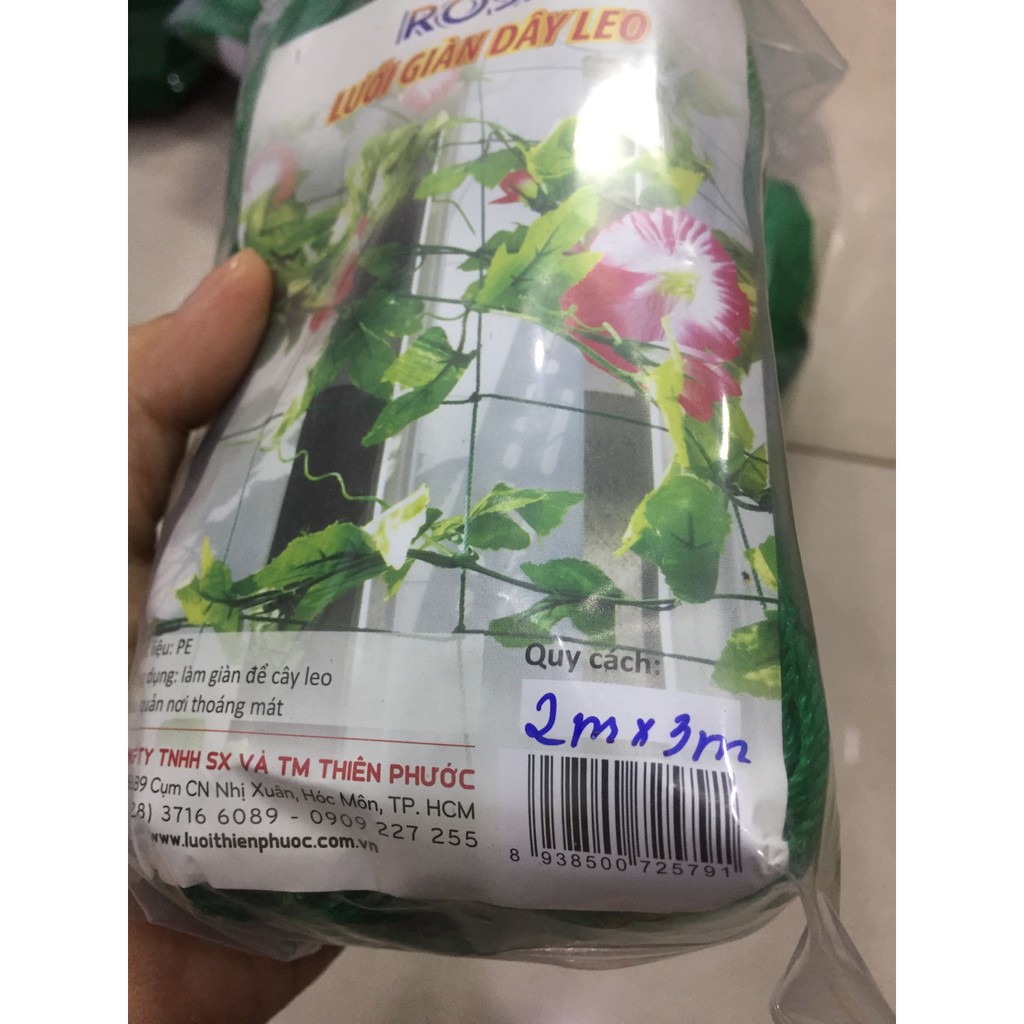 LƯỚI GIÀN DÂY LEO
liệu: PE
dụng: làm giàn để cây leo
quản nơi thoáng mát
Quy cách:
2m x 3m
TY TNHH SX VÀ TM THIÊN PHƯỚC
39 Cụm CN Nhị Xuân, Hóc Môn, TP. HCM
28) 3716 6089 - 0909 227 255
www.luoithienphuoc.com.vn
8 938500 725791